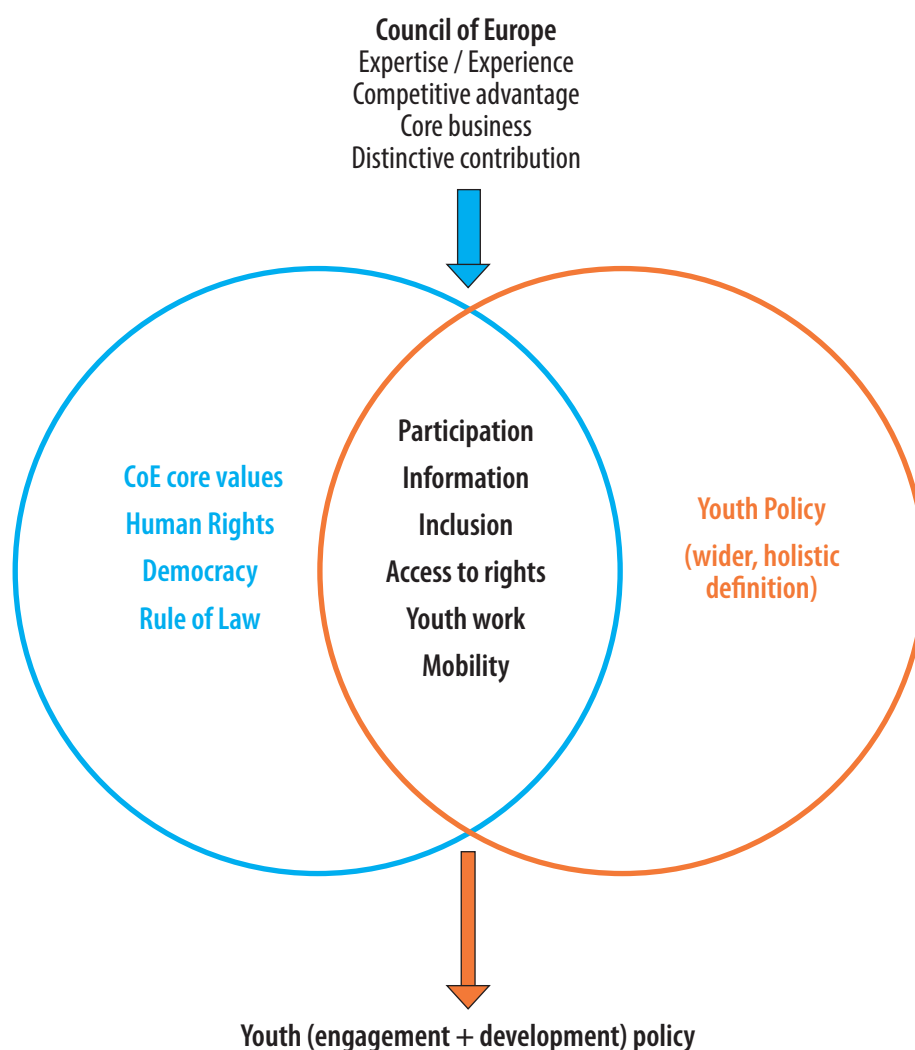 Council of Europe
Expertise / Experience
Competitive advantage
Core business
Distinctive contribution
CoE core values
Human Rights
Democracy
Rule of Law
Participation
Information
Inclusion
Access to rights
Youth work
Mobility
Youth Policy
(wider, holistic
definition)
Youth (engagement + development) policy